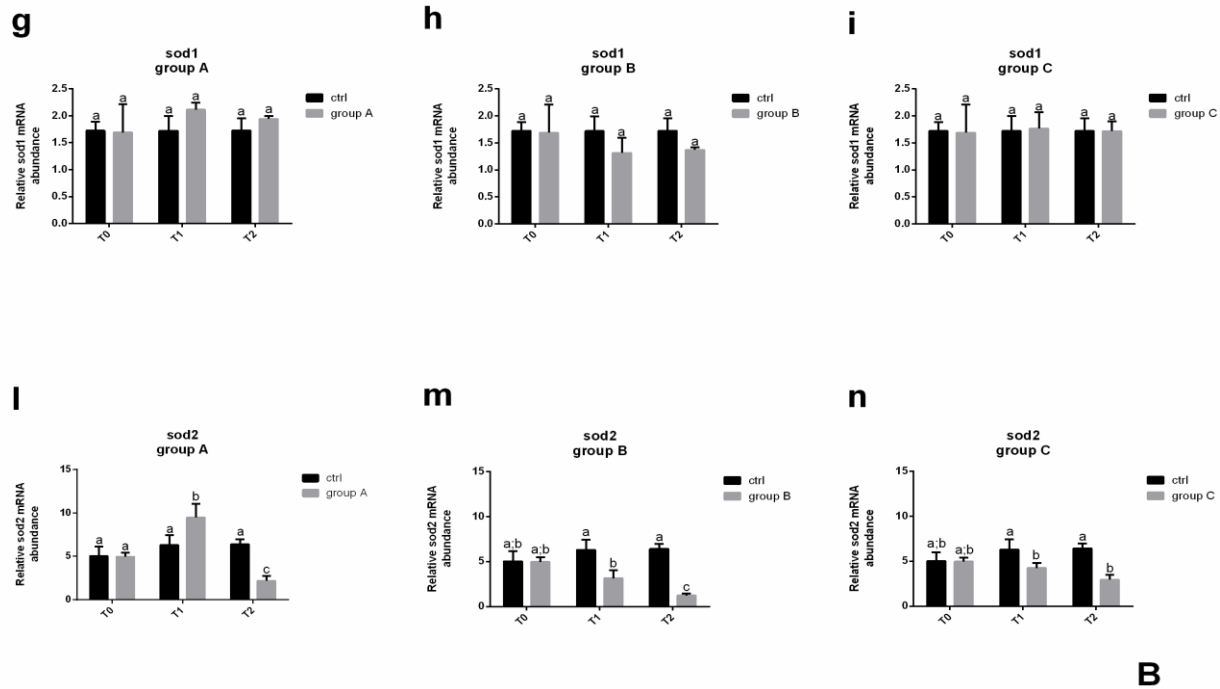 g
sod1
group A
Relative sod1 mRNA
abundance
2.5
2.0
1.5
1.0
0.5
0.0
a
a
a
a
a
a
T0
T1
T2
ctrl
group A
h
sod1
group B
Relative sod1 mRNA
abundance
2.5
2.0
1.5
1.0
0.5
0.0
a
a
a
a
a
a
T0
T1
T2
ctrl
group B
i
sod1
group C
Relative sod1 mRNA
abundance
2.5
2.0
1.5
1.0
0.5
0.0
a
a
a
a
a
a
T0
T1
T2
ctrl
group C
l
sod2
group A
Relative sod2 mRNA
abundance
15
10
5
0
a
a
a
b
a
c
T0
T1
T2
ctrl
group A
m
sod2
group B
Relative sod2 mRNA
abundance
15
10
5
0
a;b
a;b
a
b
a
c
T0
T1
T2
ctrl
group B
n
sod2
group C
Relative sod2 mRNA
abundance
15
10
5
0
a;b
a;b
a
b
a
b
T0
T1
T2
ctrl
group C
B